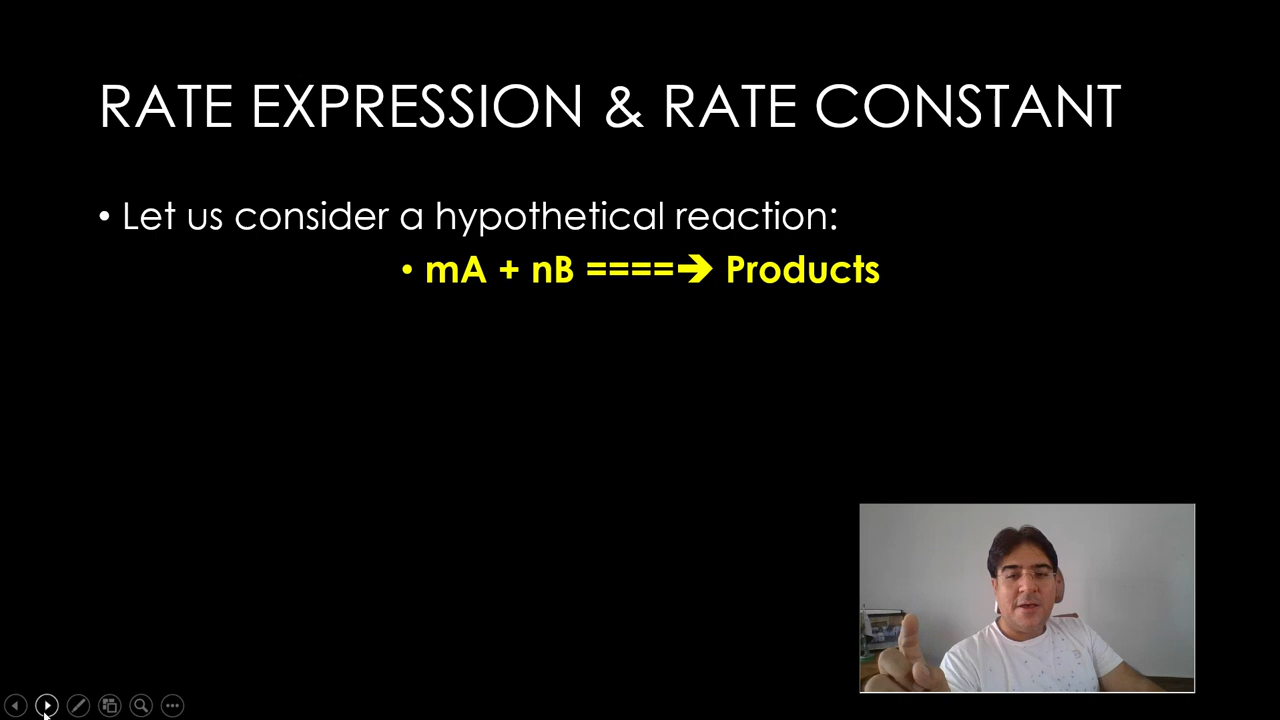 RATE EXPRESSION & RATE CONSTANT
• Let us consider a hypothetical reaction:
• mA + nB ====➔ Products